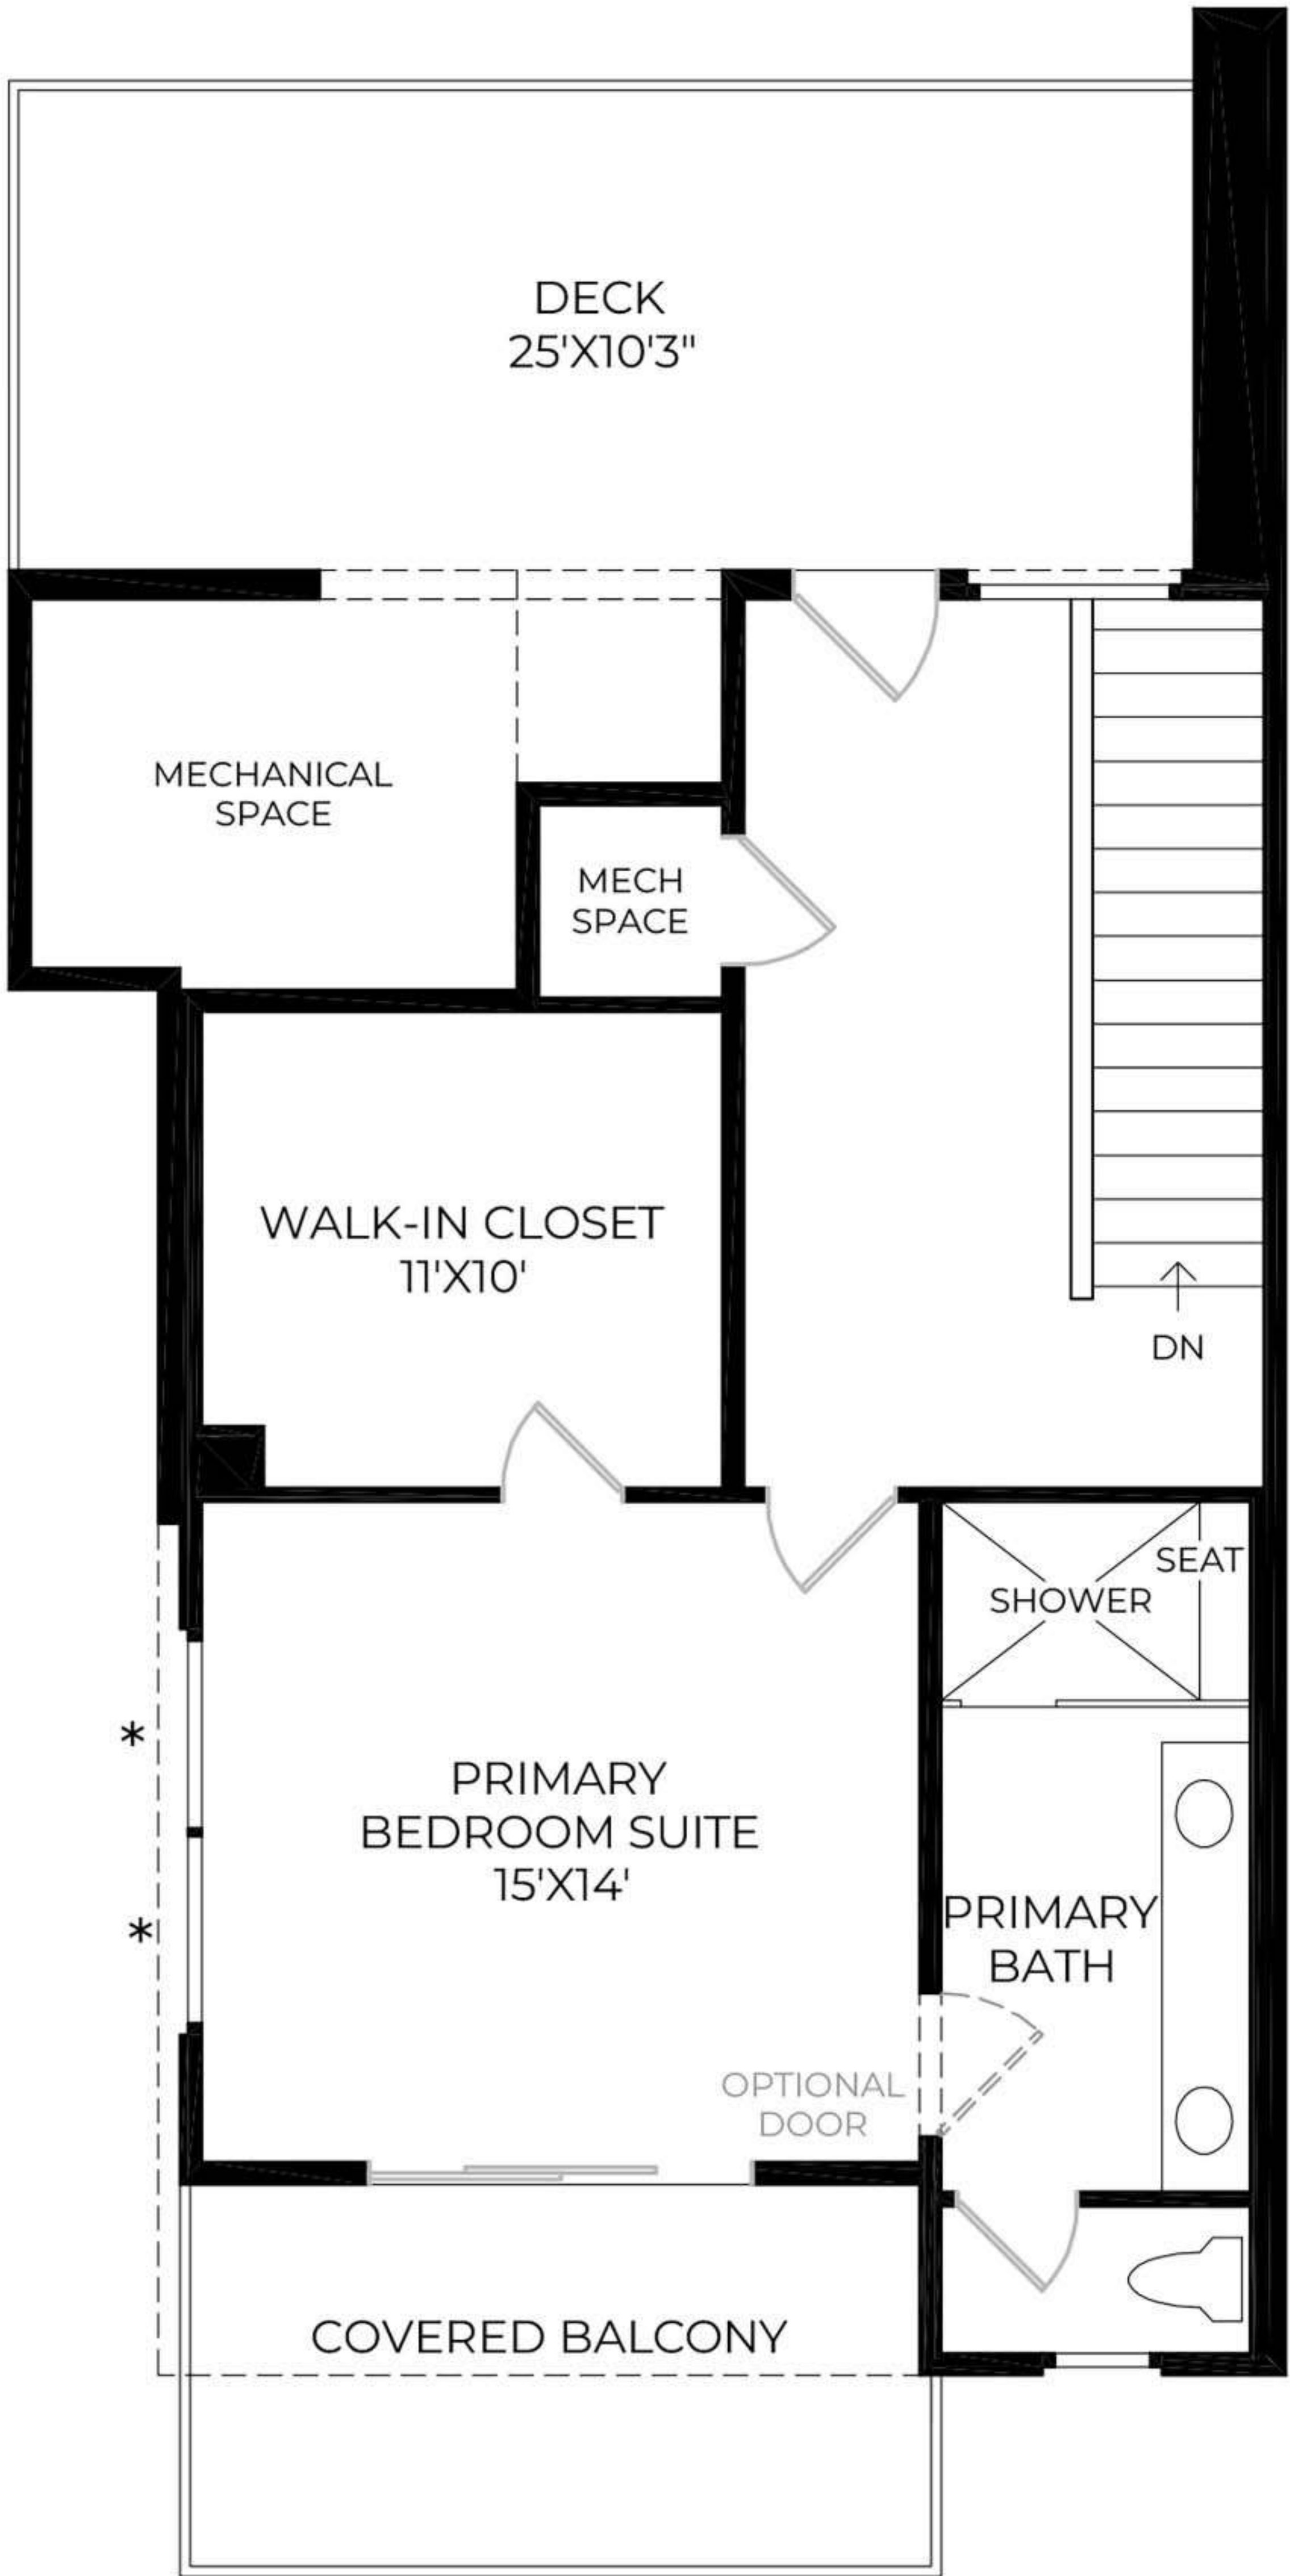 DECK
25'X10'3"
MECHANICAL
SPACE
MECH
SPACE
WALK-IN CLOSET
11'X10'
DN
SEAT
SHOWER
*
PRIMARY
BEDROOM SUITE
15'X14'
*
PRIMARY
BATH
OPTIONAL
DOOR
COVERED BALCONY